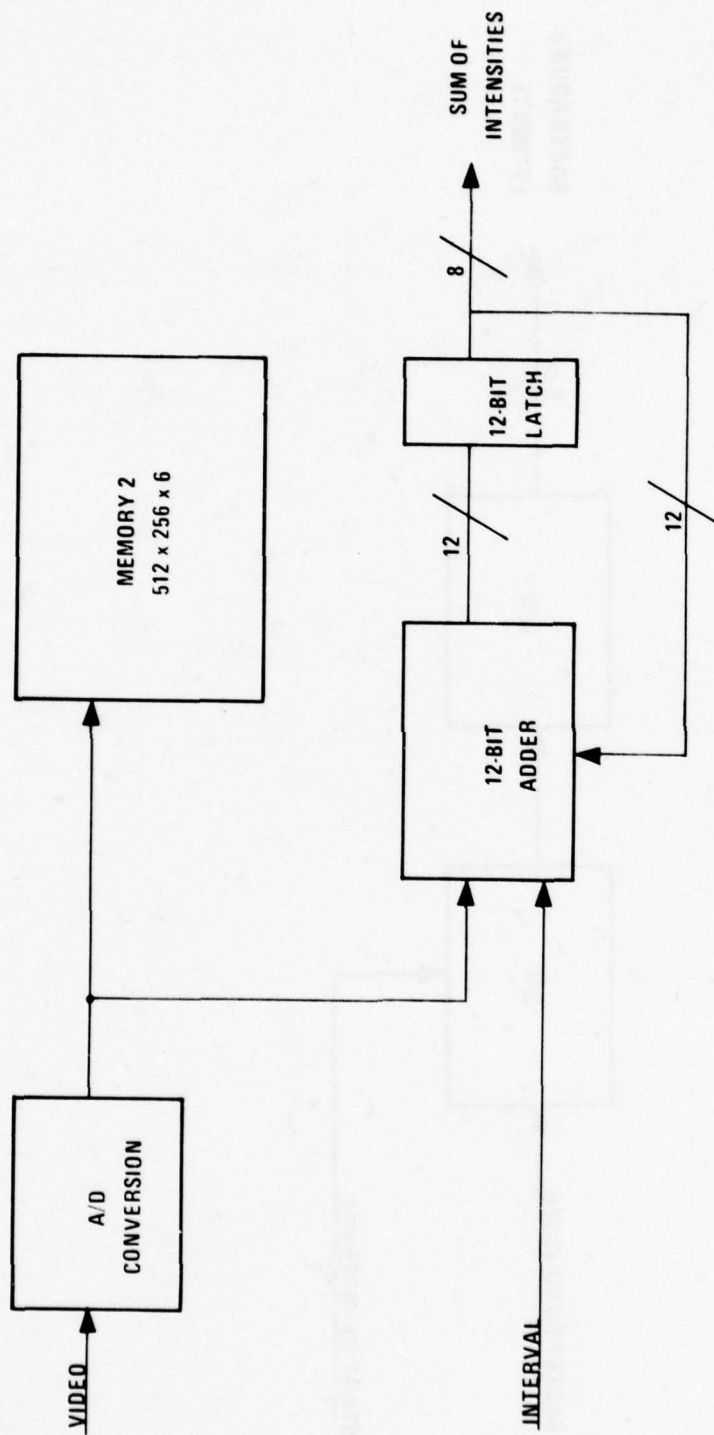 VIDEO
A/D
CONVERSION
MEMORY 2
512 x 256 x 6
INTERVAL
12-BIT
ADDER
12
12-BIT
LATCH
8
12
SUM OF
INTENSITIES